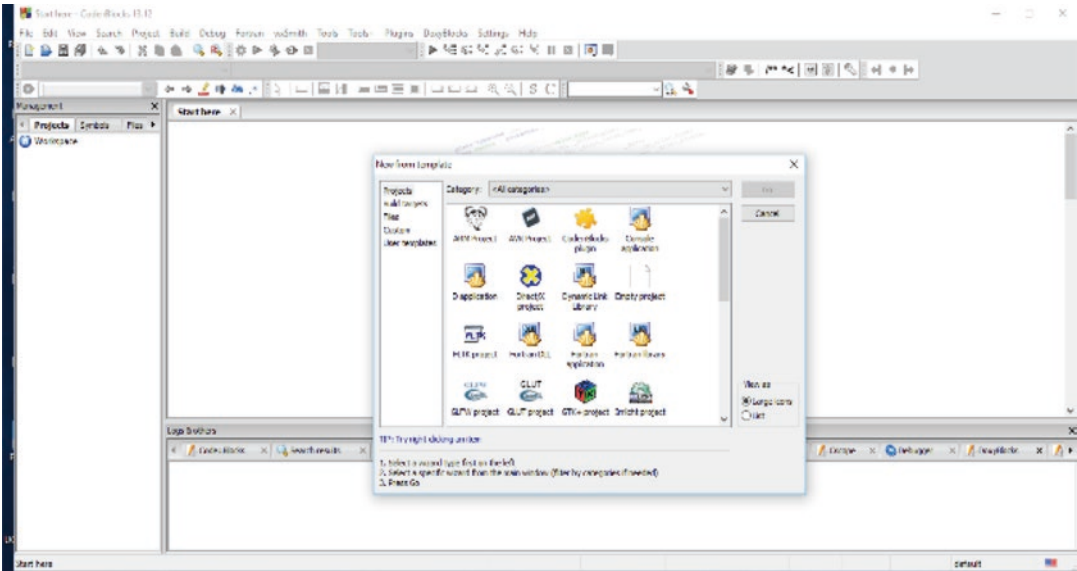 Start here - Code::Blocks 13.12
File Edit View Search Project Build Debug Fortran wxSmith Tools Tools+ Plugins DoxyBlocks Settings Help
Management
Start here
Projects Symbols Files
Workspace
New from template
Projects
Build targets
Files
Custom
User templates
Category: <All categories>
Go
Cancel
ARM Project AVR Project Code::Blocks plugin Console application
D application DirectX project Dynamic Link Library Empty project
FLTK project Fortran DLL Fortran application Fortran library
GLFW project GLUT project GTK+ project Irrlicht project
View as
Large icons
List
TIP: Try right-clicking an item
1. Select a wizard type first on the left
2. Select a specific wizard from the main window (filter by categories if needed)
3. Press Go
Logs & others
Code::Blocks Search results Cscope Debugger DoxyBlocks
Start here default